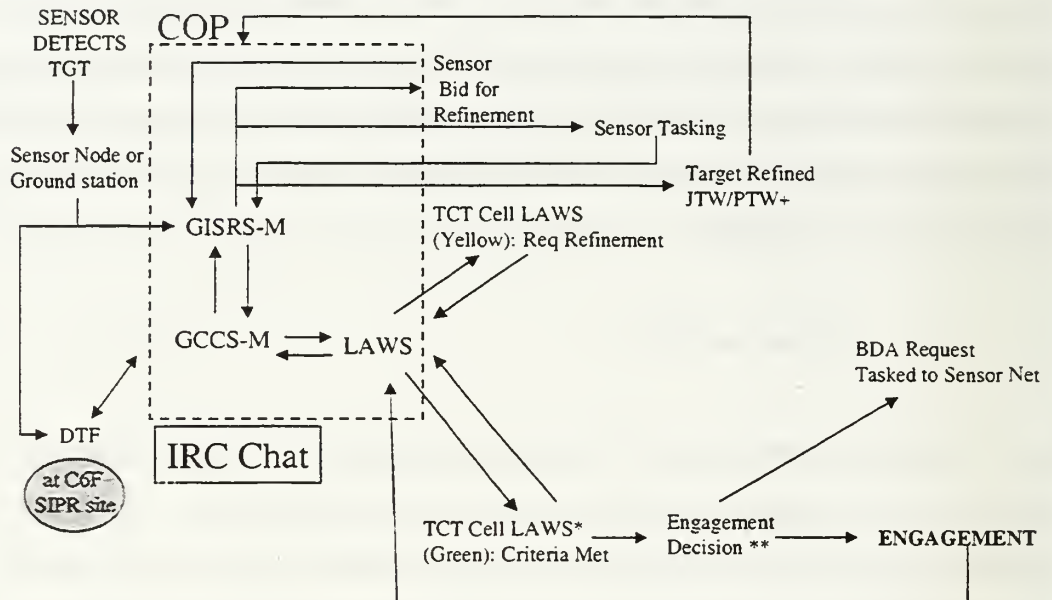 SENSOR
DETECTS
TGT
COP
Sensor
Bid for
Refinement
Sensor Tasking
Sensor Node or
Ground station
Target Refined
JTW/PTW+
GISRS-M
TCT Cell LAWS
(Yellow): Req Refinement
GCCS-M
LAWS
BDA Request
Tasked to Sensor Net
DTF
IRC Chat
at C6F
SIPR site
TCT Cell LAWS*
(Green): Criteria Met
Engagement
Decision **
ENGAGEMENT